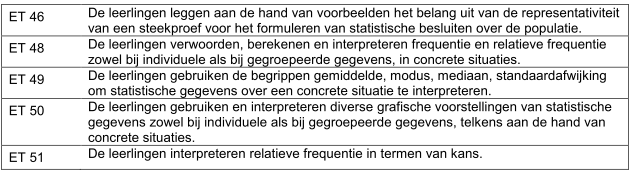 ET 46 De leerlingen leggen aan de hand van voorbeelden het belang uit van de representativiteit
van een steekproef voor het formuleren van statistische besluiten over de populatie.
ET 48 De leerlingen verwoorden, berekenen en interpreteren frequentie en relatieve frequentie
zowel bij individuele als bij gegroepeerde gegevens, in concrete situaties.
ET 49 De leerlingen gebruiken de begrippen gemiddelde, modus, mediaan, standaardafwijking
om statistische gegevens over een concrete situatie te interpreteren.
ET 50 De leerlingen gebruiken en interpreteren diverse grafische voorstellingen van statistische
gegevens zowel bij individuele als bij gegroepeerde gegevens, telkens aan de hand van
concrete situaties.
ET 51 De leerlingen interpreteren relatieve frequentie in termen van kans.